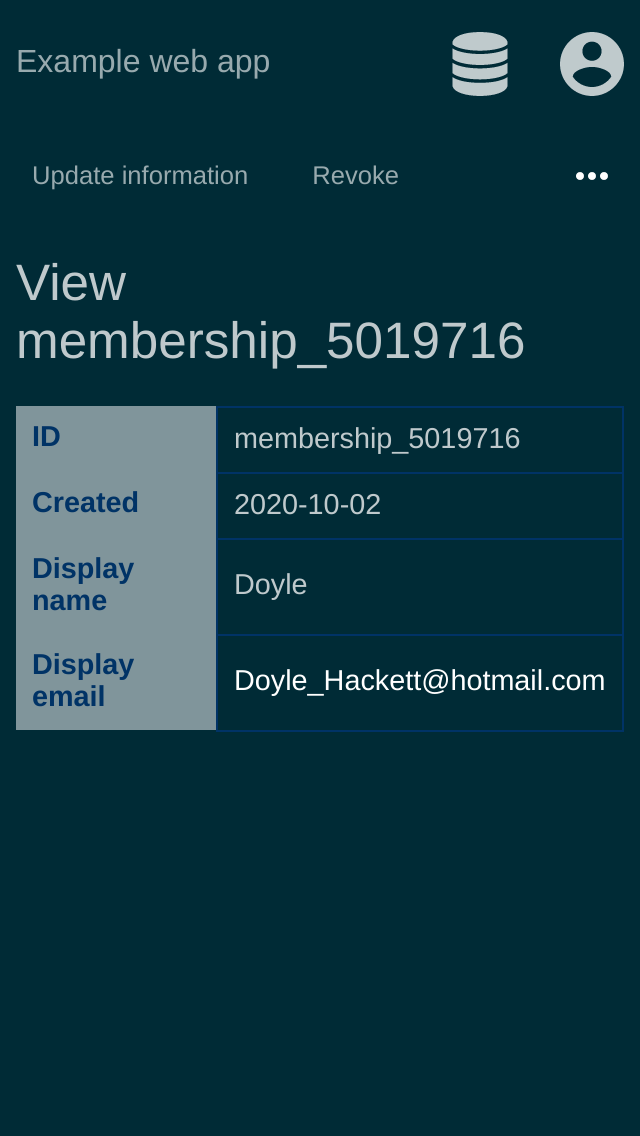 Example web app
Update information
Revoke
View
membership_5019716
ID
membership_5019716
Created
2020-10-02
Display
name
Doyle
Display
email
Doyle_Hackett@hotmail.com